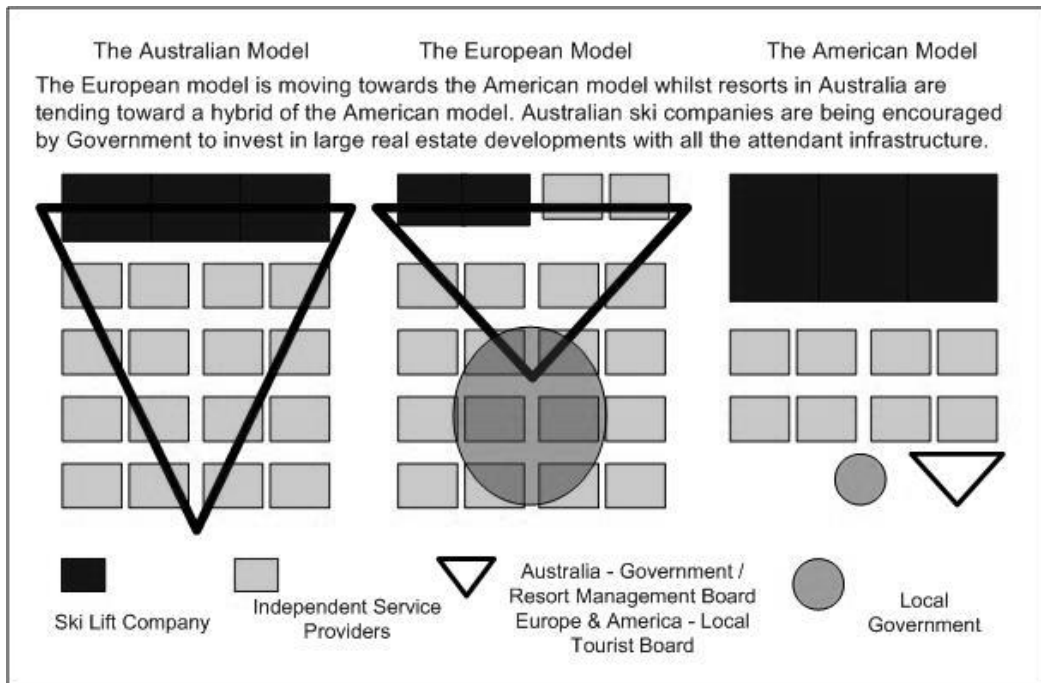 The Australian Model
The European Model
The American Model
The European model is moving towards the American model whilst resorts in Australia are
tending toward a hybrid of the American model. Australian ski companies are being encouraged
by Government to invest in large real estate developments with all the attendant infrastructure.
Ski Lift Company
Independent Service
Providers
Australia - Government /
Resort Management Board
Europe & America - Local
Tourist Board
Local
Government